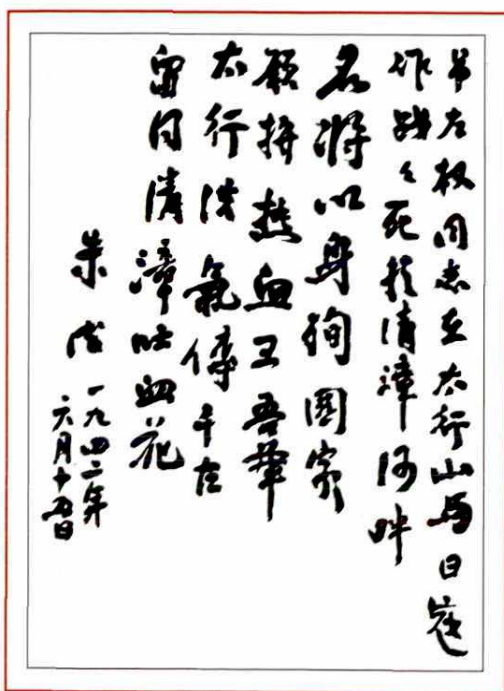 吊左权同志在太行山与日寇
作战之死于清漳河畔
名将以身殉国家
愿拼热血卫吾华
太行浩气传千古
留得清漳吐血花
朱德
一九四二年
六月十五日